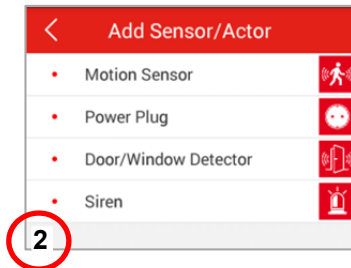 Add Sensor/Actor
Motion Sensor
Power Plug
Door/Window Detector
Siren
2